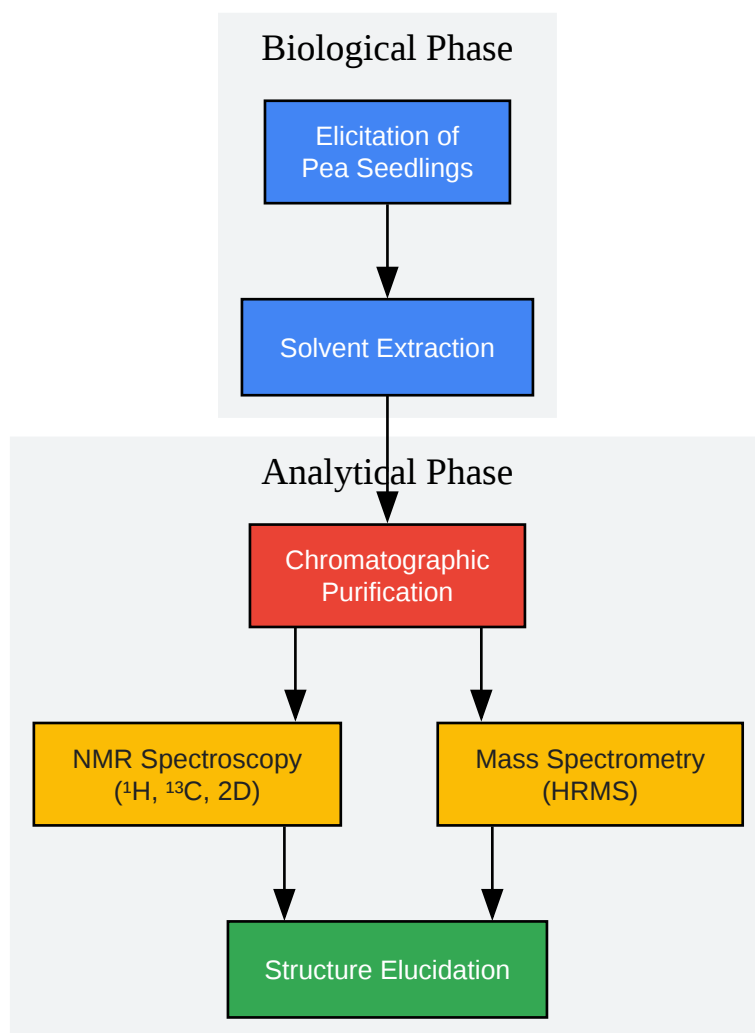 Biological Phase
Elicitation of
Pea Seedlings
Solvent Extraction
Analytical Phase
Chromatographic
Purification
NMR Spectroscopy
(¹H, ¹³C, 2D)
Mass Spectrometry
(HRMS)
Structure Elucidation